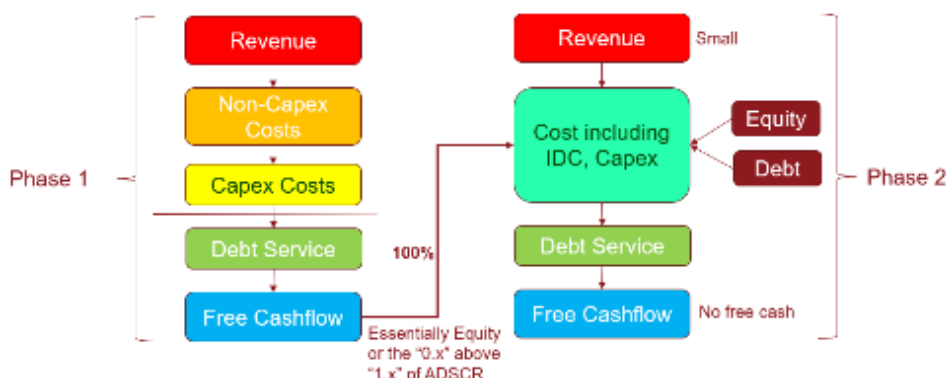 Phase 1
Revenue
Non-Capex
Costs
Capex Costs
Debt Service
Free Cashflow
100%
Essentially Equity
or the "0.x" above
"1.x" of ADSCR
Revenue
Small
Cost including
IDC, Capex
Equity
Debt
Debt Service
Free Cashflow
No free cash
Phase 2